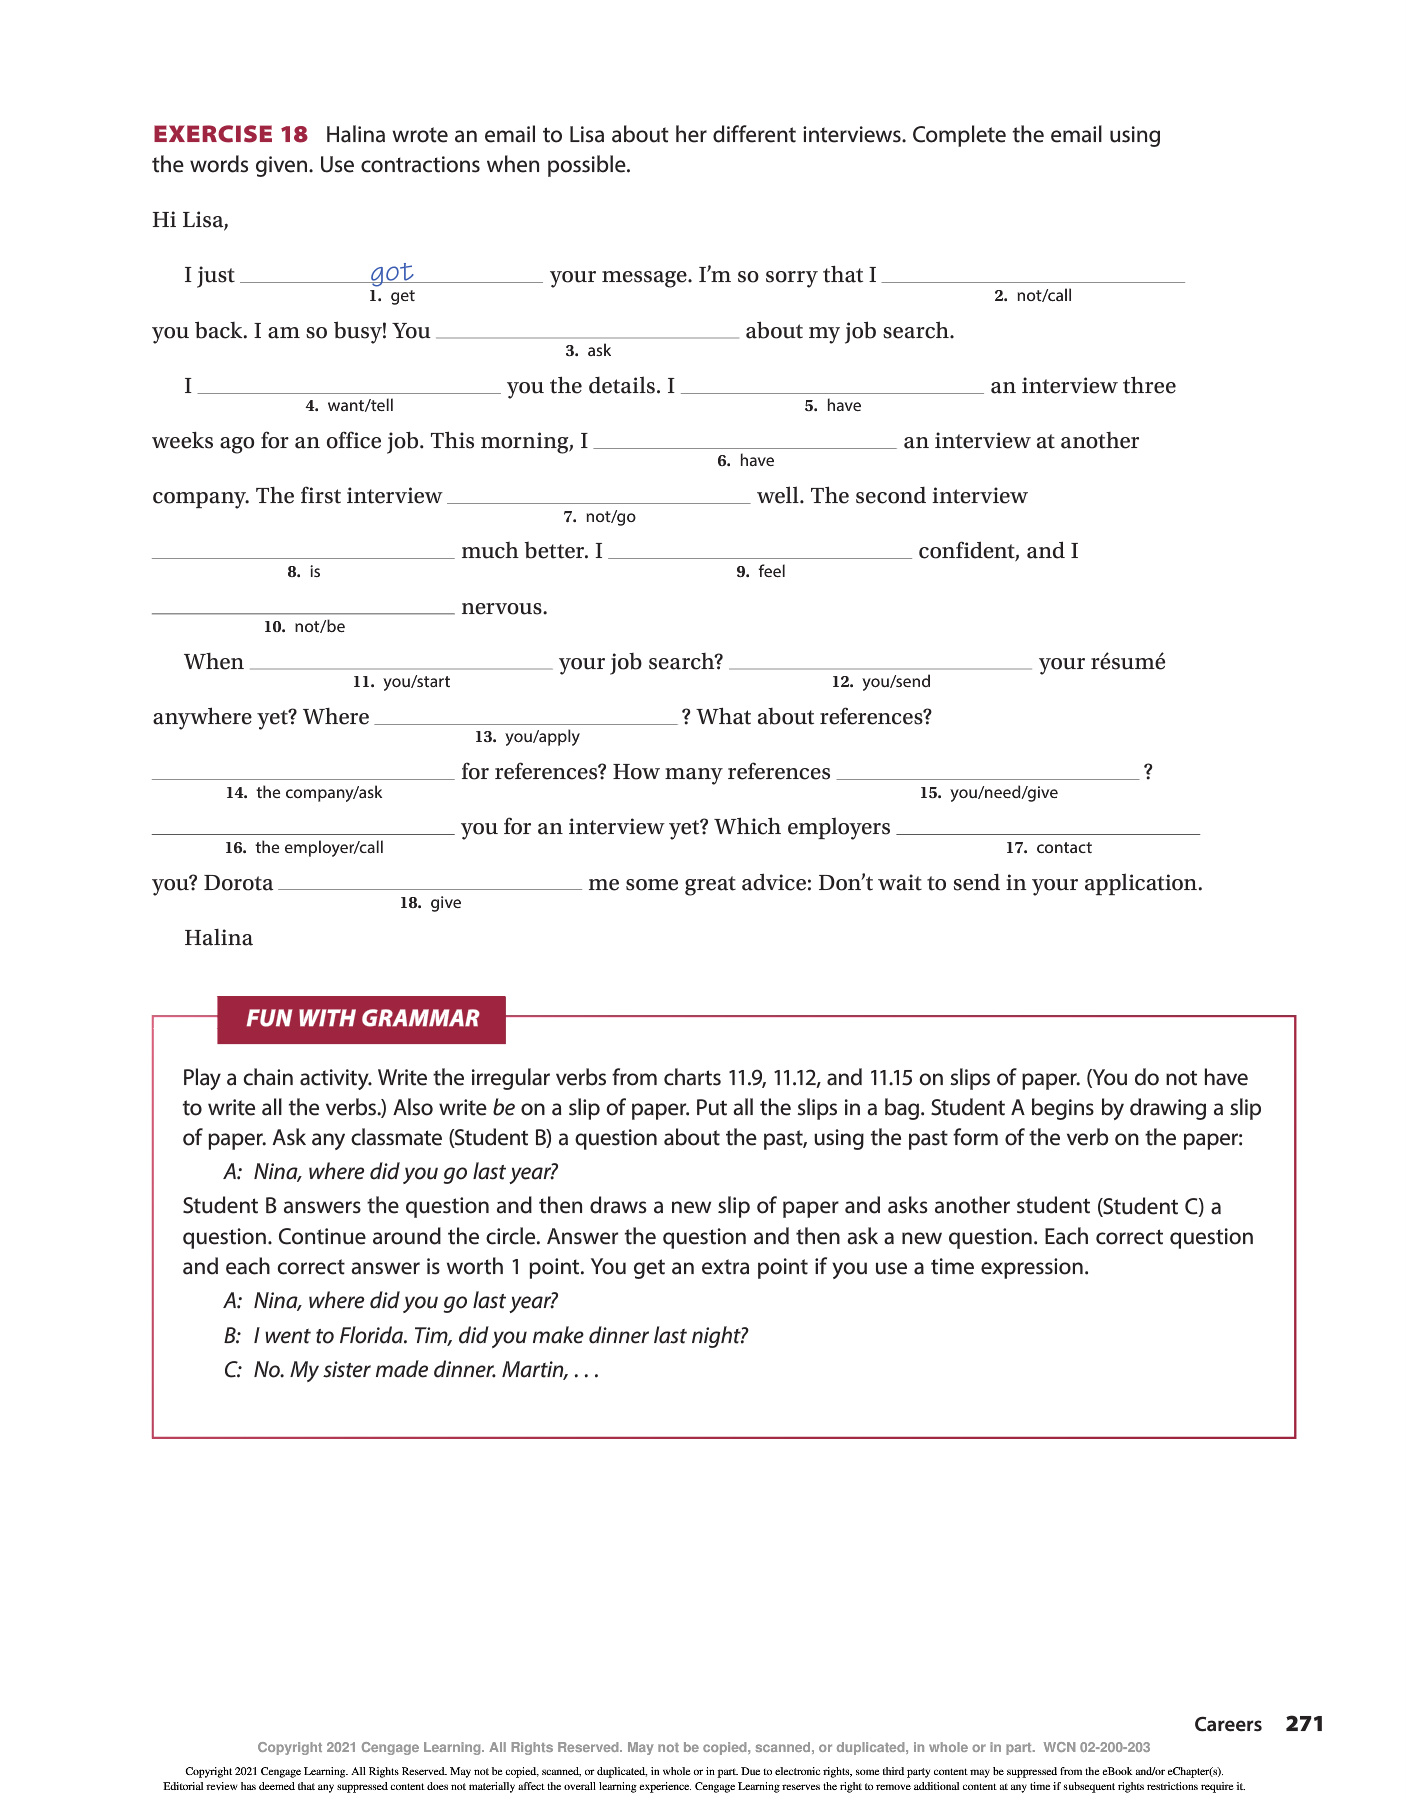 EXERCISE 18 Halina wrote an email to Lisa about her different interviews. Complete the email using
the words given. Use contractions when possible.
Hi Lisa,
I just got your message. I'm so sorry that I
1. get 2. not/call
you back. I am so busy! You about my job search.
3. ask
I you the details. I an interview three
4. want/tell 5. have
weeks ago for an office job. This morning, I an interview at another
6. have
company. The first interview well. The second interview
7. not/go
much better. I confident, and I
8. is 9. feel
nervous.
10. not/be
When your job search? your résumé
11. you/start 12. you/send
anywhere yet? Where ? What about references?
13. you/apply
for references? How many references ?
14. the company/ask 15. you/need/give
you for an interview yet? Which employers
16. the employer/call 17. contact
you? Dorota me some great advice: Don't wait to send in your application.
18. give
Halina
FUN WITH GRAMMAR
Play a chain activity. Write the irregular verbs from charts 11.9, 11.12, and 11.15 on slips of paper. (You do not have
to write all the verbs.) Also write be on a slip of paper. Put all the slips in a bag. Student A begins by drawing a slip
of paper. Ask any classmate (Student B) a question about the past, using the past form of the verb on the paper:
A: Nina, where did you go last year?
Student B answers the question and then draws a new slip of paper and asks another student (Student C) a
question. Continue around the circle. Answer the question and then ask a new question. Each correct question
and each correct answer is worth 1 point. You get an extra point if you use a time expression.
A: Nina, where did you go last year?
B: I went to Florida. Tim, did you make dinner last night?
C: No. My sister made dinner. Martin, . . .
Careers 271
Copyright 2021 Cengage Learning. All Rights Reserved. May not be copied, scanned, or duplicated, in whole or in part. WCN 02-200-203
Copyright 2021 Cengage Learning. All Rights Reserved. May not be copied, scanned, or duplicated, in whole or in part. Due to electronic rights, some third party content may be suppressed from the eBook and/or eChapter(s).
Editorial review has deemed that any suppressed content does not materially affect the overall learning experience. Cengage Learning reserves the right to remove additional content at any time if subsequent rights restrictions require it.